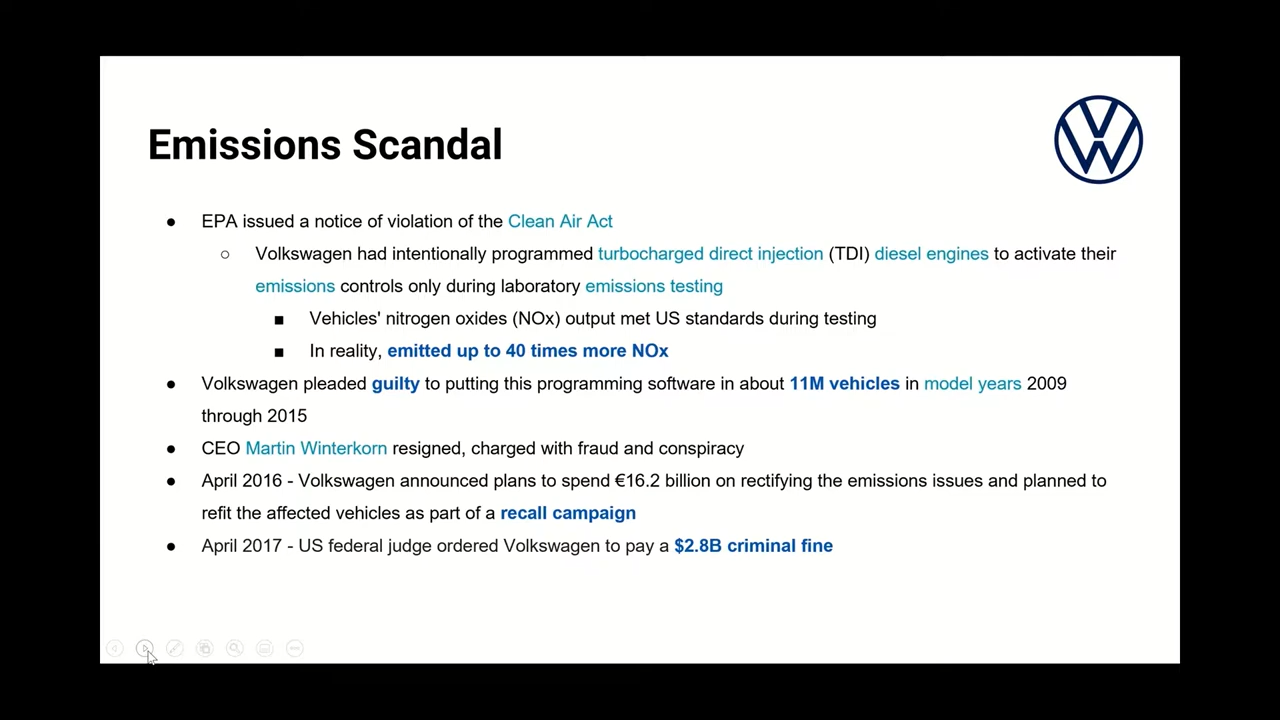 Emissions Scandal
● EPA issued a notice of violation of the Clean Air Act
○ Volkswagen had intentionally programmed turbocharged direct injection (TDI) diesel engines to activate their
emissions controls only during laboratory emissions testing
■ Vehicles' nitrogen oxides (NOx) output met US standards during testing
■ In reality, emitted up to 40 times more NOx
● Volkswagen pleaded guilty to putting this programming software in about 11M vehicles in model years 2009
through 2015
● CEO Martin Winterkorn resigned, charged with fraud and conspiracy
● April 2016 - Volkswagen announced plans to spend €16.2 billion on rectifying the emissions issues and planned to
refit the affected vehicles as part of a recall campaign
● April 2017 - US federal judge ordered Volkswagen to pay a $2.8B criminal fine